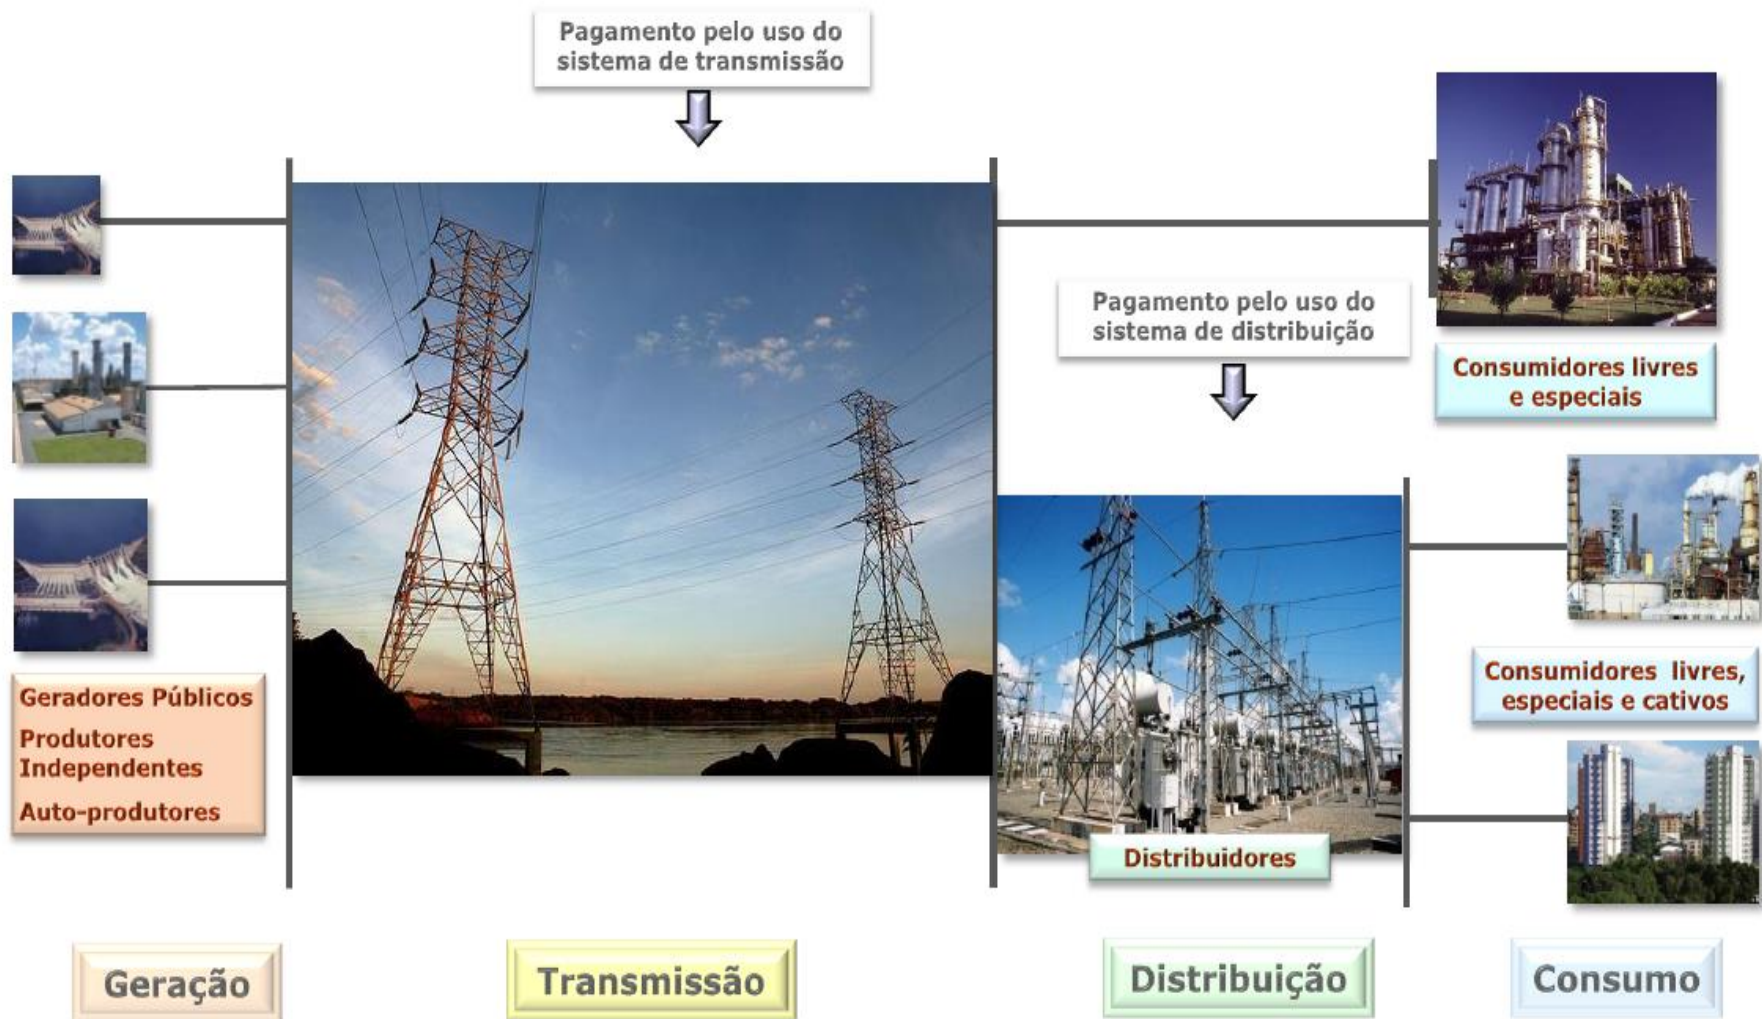 Pagamento pelo uso do
sistema de transmissão
Pagamento pelo uso do
sistema de distribuição
Consumidores livres
e especiais
Consumidores livres,
especiais e cativos
Geradores Públicos
Produtores
Independentes
Auto-produtores
Distribuidores
Geração
Transmissão
Distribuição
Consumo